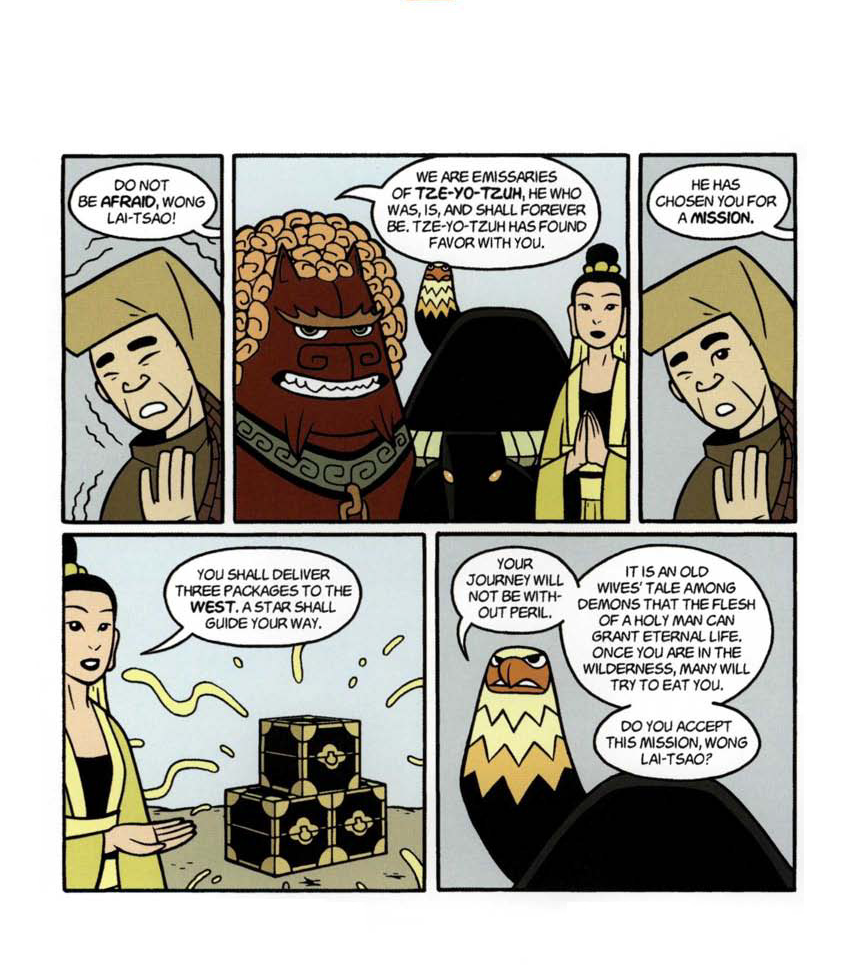 DO NOT
BE AFRAID, WONG
LAI-TSAO!
WE ARE EMISSARIES
OF TZE-YO-TZUH, HE WHO
WAS, IS, AND SHALL FOREVER
BE. TZE-YO-TZUH HAS FOUND
FAVOR WITH YOU.
HE HAS
CHOSEN YOU FOR
A MISSION.
YOU SHALL DELIVER
THREE PACKAGES TO THE
WEST. A STAR SHALL
GUIDE YOUR WAY.
YOUR
JOURNEY WILL
NOT BE WITH-
OUT PERIL.
IT IS AN OLD
WIVES' TALE AMONG
DEMONS THAT THE FLESH
OF A HOLY MAN CAN
GRANT ETERNAL LIFE.
ONCE YOU ARE IN THE
WILDERNESS, MANY WILL
TRY TO EAT YOU.
DO YOU ACCEPT
THIS MISSION, WONG
LAI-TSAO?